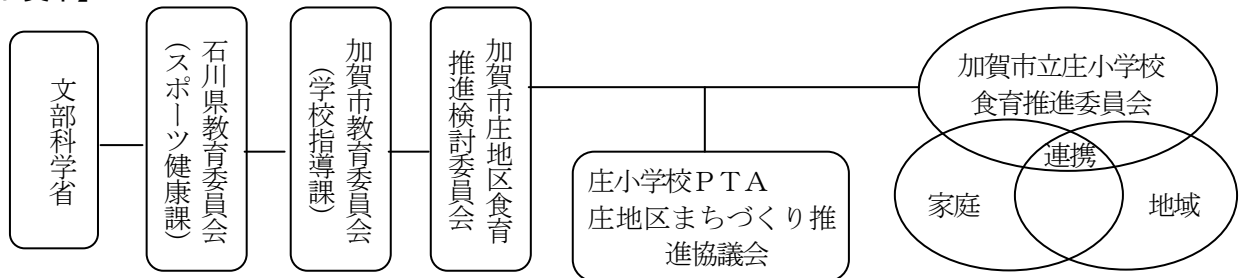 文部科学省
石川県教育委員会
(スポーツ健康課)
加賀市教育委員会
(学校指導課)
加賀市庄地区食育
推進検討委員会
庄小学校PTA
庄地区まちづくり推
進協議会
加賀市立庄小学校
食育推進委員会
連携
家庭
地域